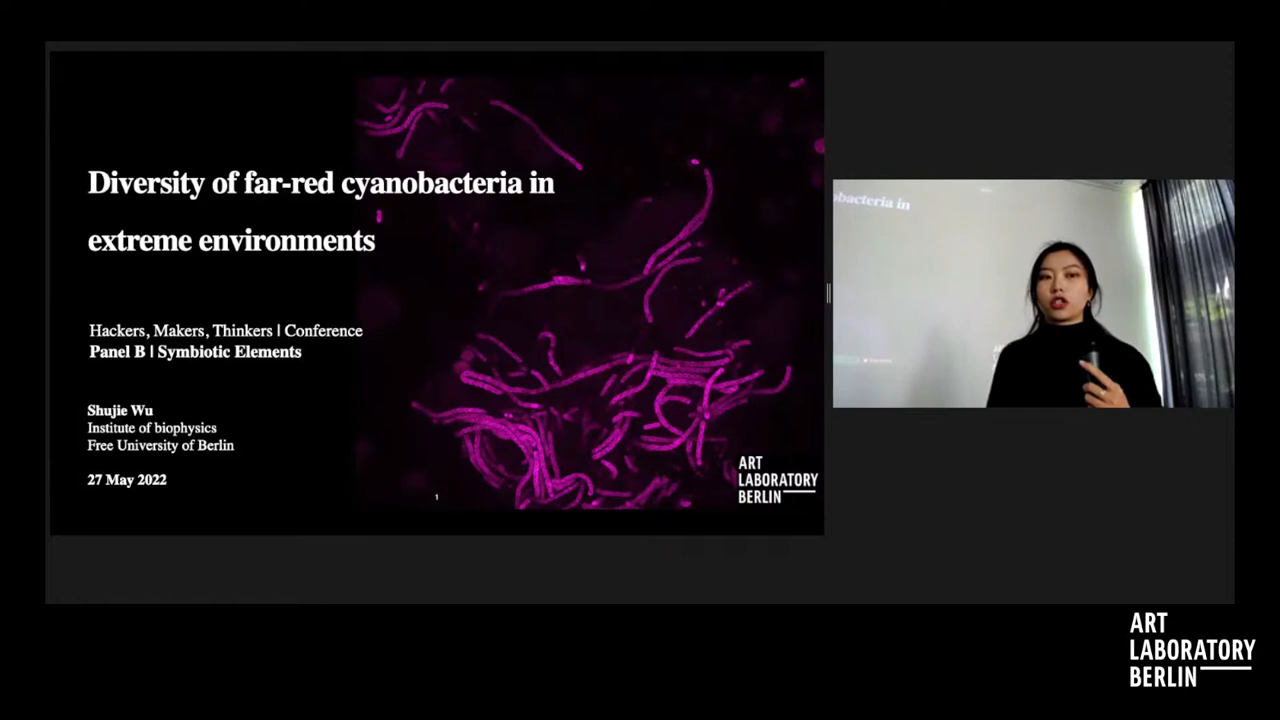 Diversity of far-red cyanobacteria in
extreme environments
Hackers, Makers, Thinkers | Conference
Panel B | Symbiotic Elements
Shujie Wu
Institute of biophysics
Free University of Berlin
27 May 2022
1
ART
LABORATORY
BERLIN
obacteria in
ART
LABORATORY
BERLIN